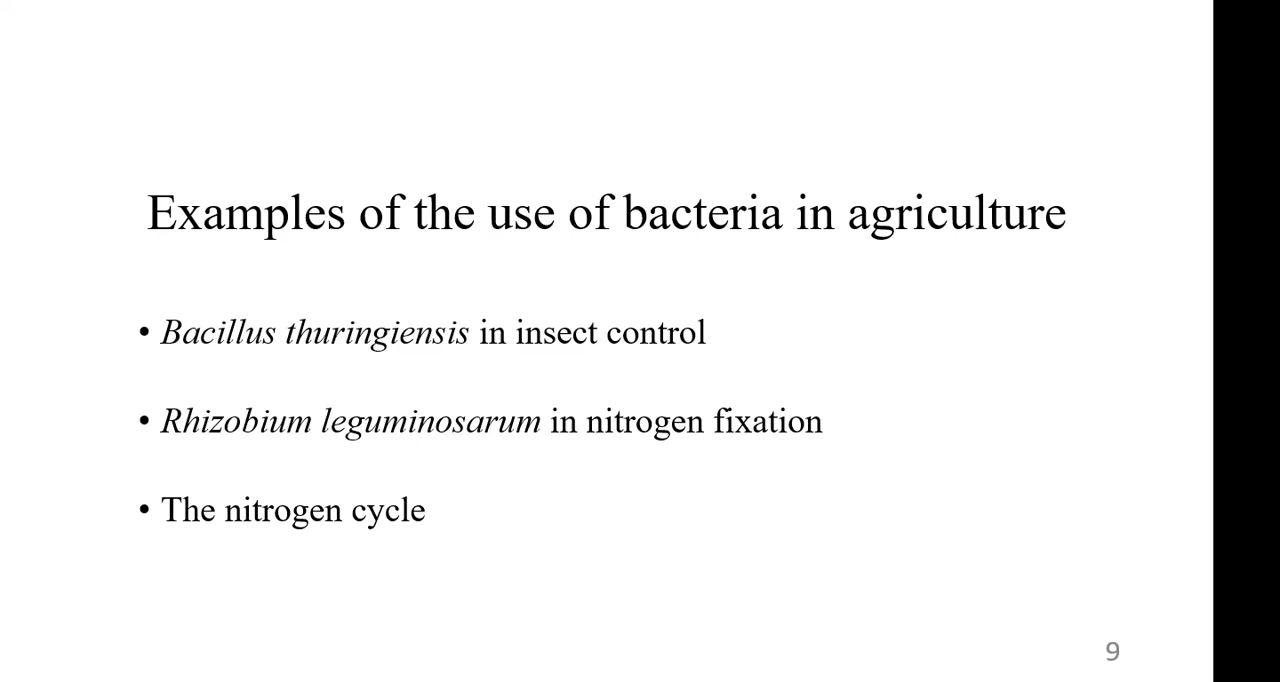 Examples of the use of bacteria in agriculture
• Bacillus thuringiensis in insect control
• Rhizobium leguminosarum in nitrogen fixation
• The nitrogen cycle
9